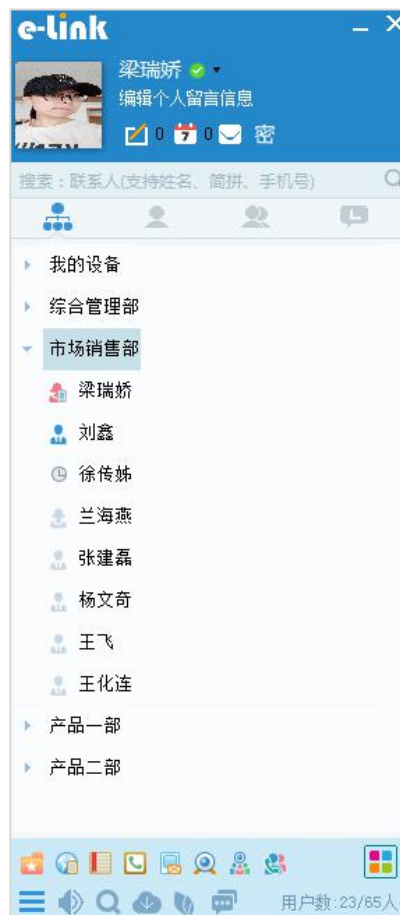 e-Link
梁瑞娇
编辑个人留言信息
0 7 0 密
搜索：联系人(支持姓名、简拼、手机号)
我的设备
综合管理部
市场销售部
梁瑞娇
刘鑫
徐传姊
兰海燕
张建磊
杨文奇
王飞
王化连
产品一部
产品二部
用户数:23/65人